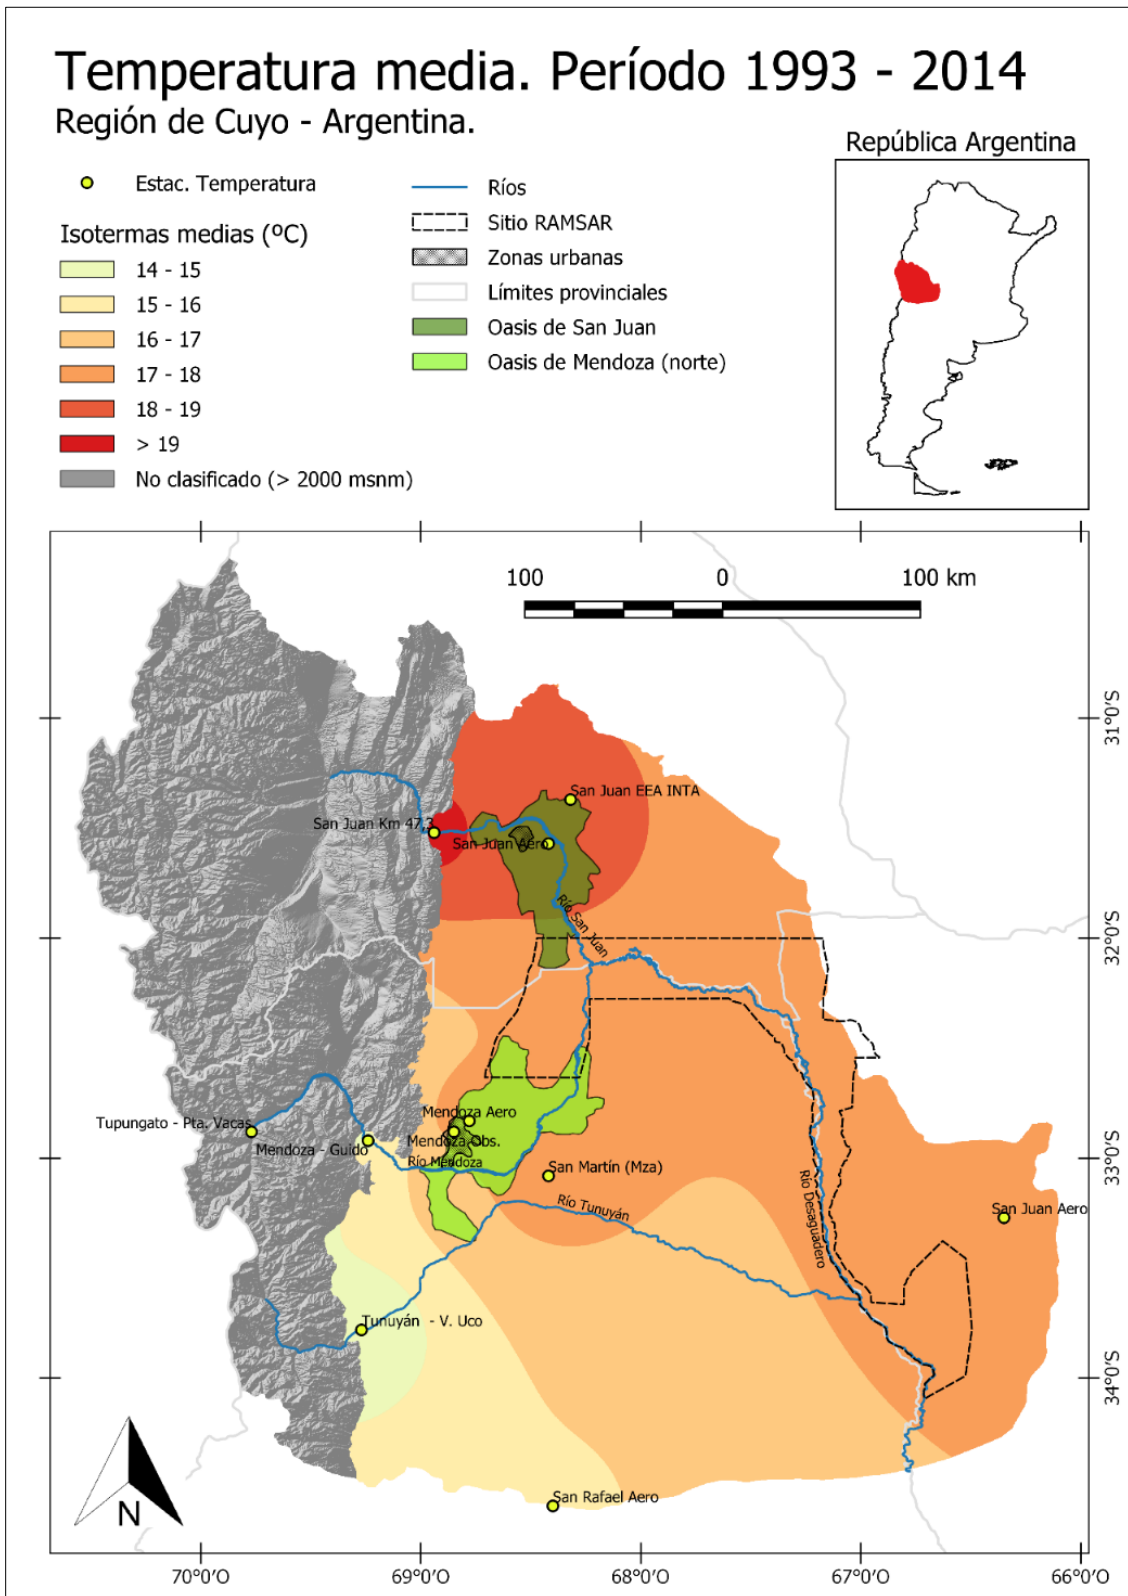 Temperatura media. Período 1993 - 2014
Región de Cuyo - Argentina.
República Argentina
Estac. Temperatura
Isotermas medias (ºC)
14 - 15
15 - 16
16 - 17
17 - 18
18 - 19
> 19
No clasificado (> 2000 msnm)
Ríos
Sitio RAMSAR
Zonas urbanas
Límites provinciales
Oasis de San Juan
Oasis de Mendoza (norte)
100 0 100 km
31°0'S
San Juan EEA INTA
San Juan Km 47,3
San Juan Aero
Río San Juan
32°0'S
Mendoza Aero
Tupungato - Pta. Vacas
Mendoza Obs.
Mendoza - Guido
Río Mendoza
San Martín (Mza)
33°0'S
Río Tunuyán
Río Desaguadero
San Juan Aero
Tunuyán - V. Uco
34°0'S
San Rafael Aero
N
70°0'O 69°0'O 68°0'O 67°0'O 66°0'O